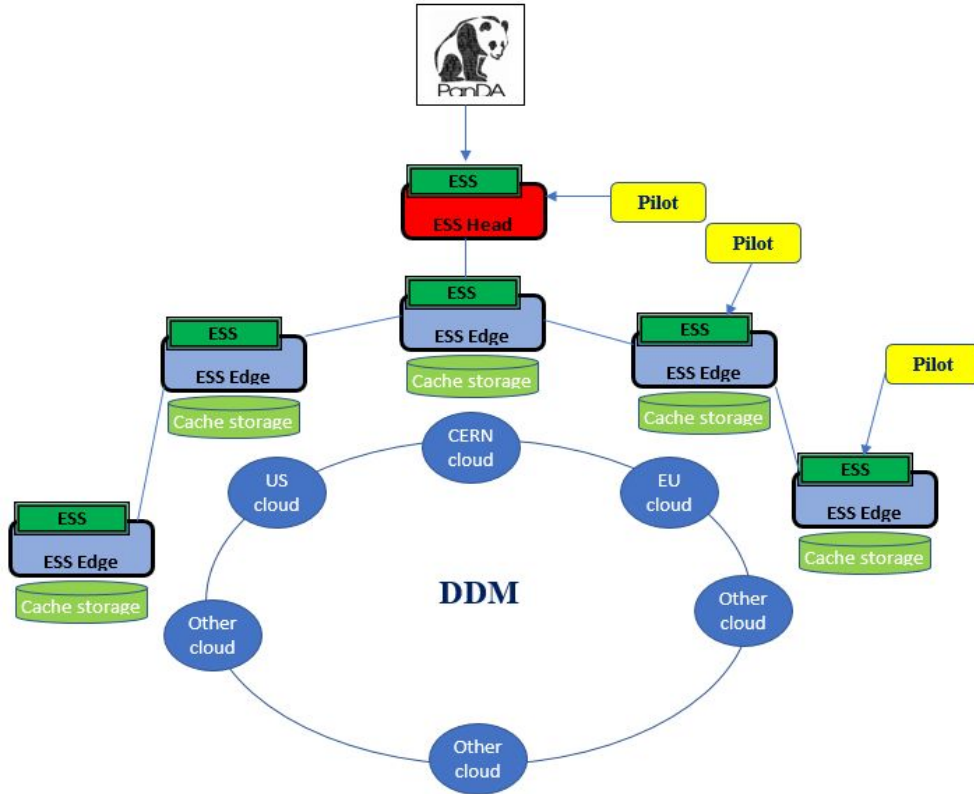 PanDA
ESS
ESS Head
Pilot
Pilot
ESS
ESS Edge
Cache storage
ESS
ESS Edge
Cache storage
ESS
ESS Edge
Cache storage
Pilot
CERN
cloud
US
cloud
EU
cloud
ESS
ESS Edge
Cache storage
ESS
ESS Edge
Cache storage
DDM
Other
cloud
Other
cloud
Other
cloud